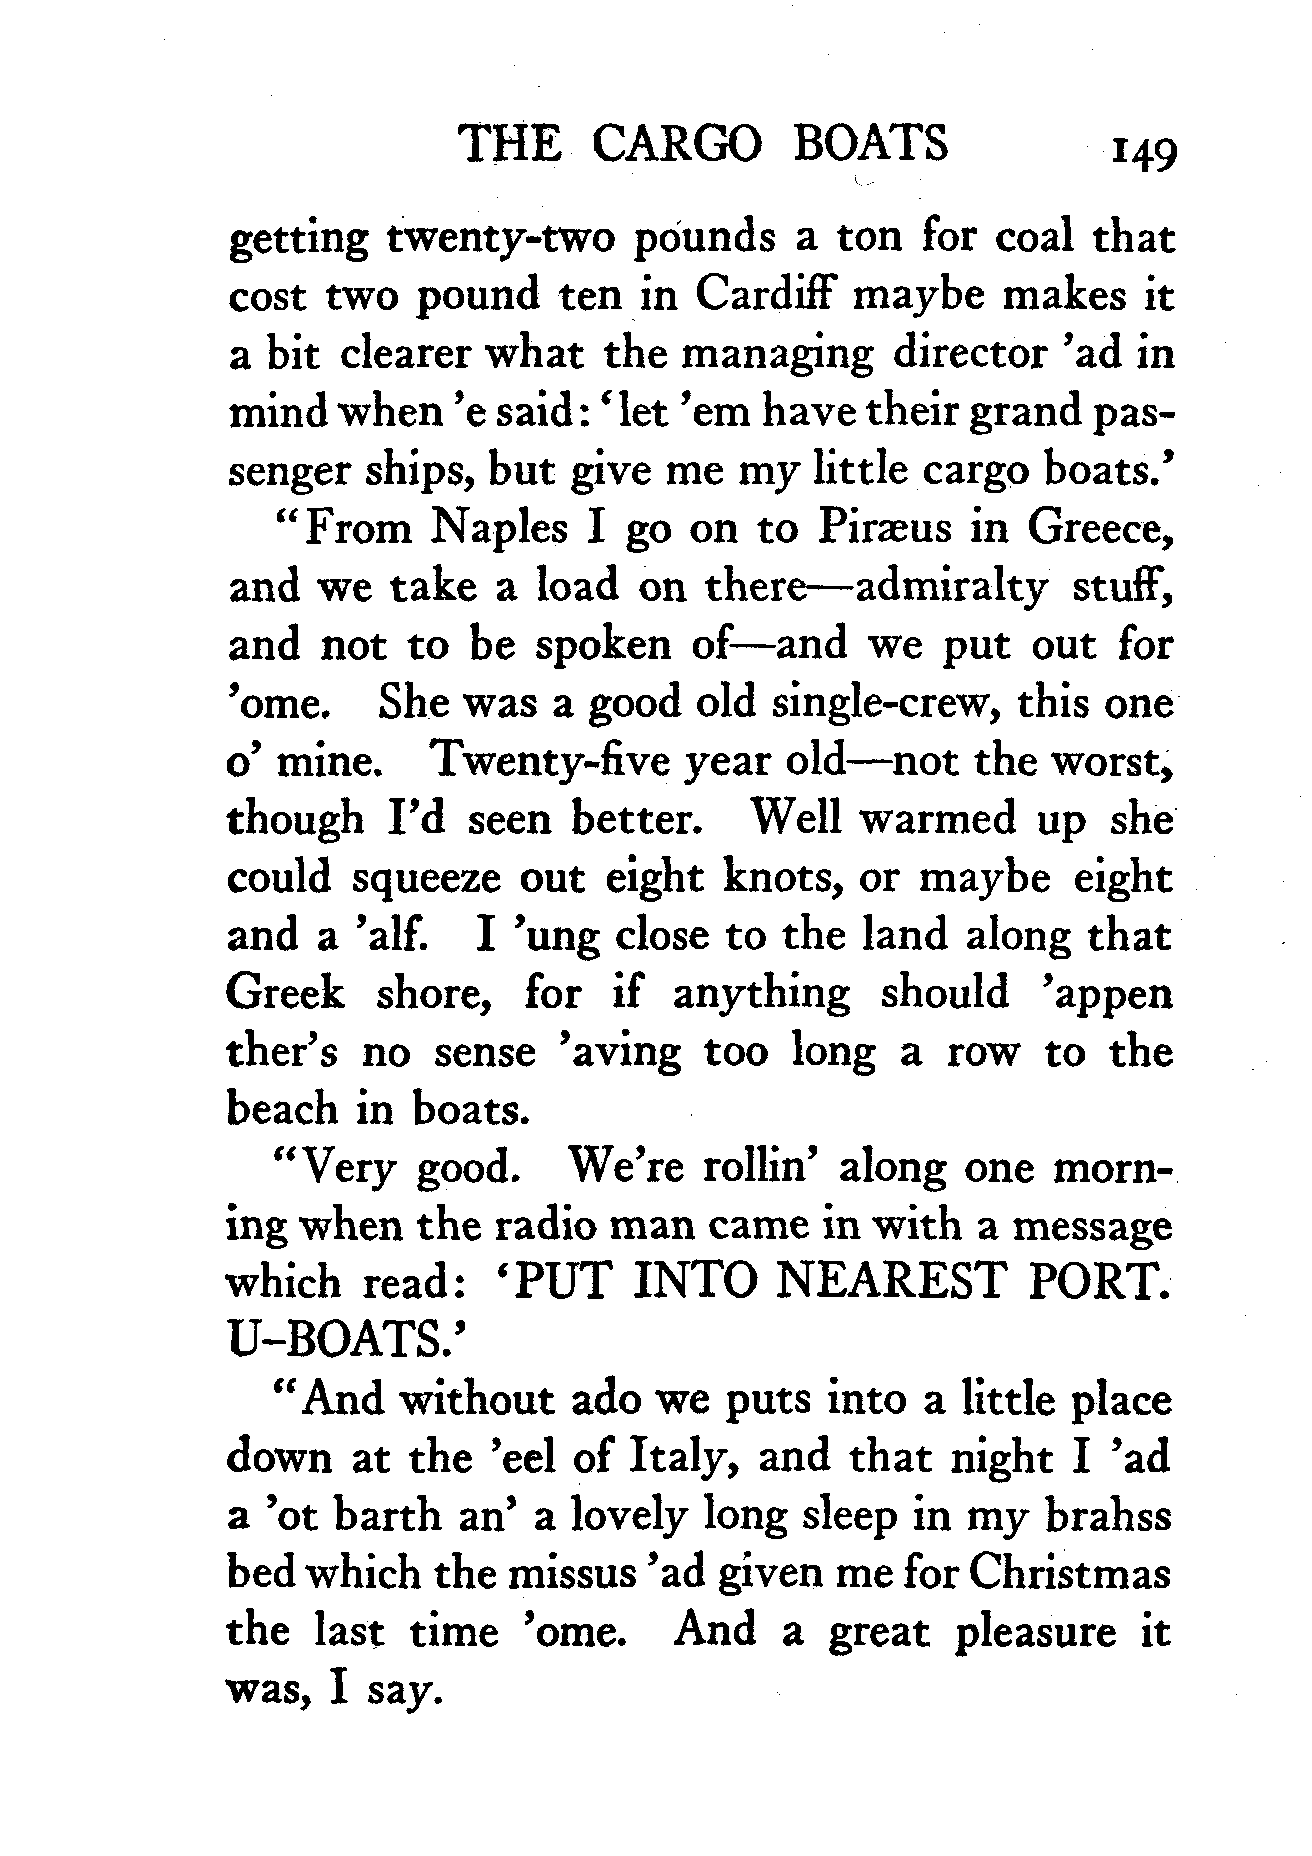 THE CARGO BOATS 149
getting twenty-two pounds a ton for coal that
cost two pound ten in Cardiff maybe makes it
a bit clearer what the managing director ’ad in
mind when ’e said: ‘let ’em have their grand pas-
senger ships, but give me my little cargo boats.’
“From Naples I go on to Piræus in Greece,
and we take a load on there—admiralty stuff,
and not to be spoken of—and we put out for
’ome. She was a good old single-crew, this one
o’ mine. Twenty-five year old—not the worst,
though I’d seen better. Well warmed up she
could squeeze out eight knots, or maybe eight
and a ’alf. I ’ung close to the land along that
Greek shore, for if anything should ’appen
ther’s no sense ’aving too long a row to the
beach in boats.
“Very good. We’re rollin’ along one morn-
ing when the radio man came in with a message
which read: ‘PUT INTO NEAREST PORT.
U–BOATS.’
“And without ado we puts into a little place
down at the ’eel of Italy, and that night I ’ad
a ’ot barth an’ a lovely long sleep in my brahss
bed which the missus ’ad given me for Christmas
the last time ’ome. And a great pleasure it
was, I say.